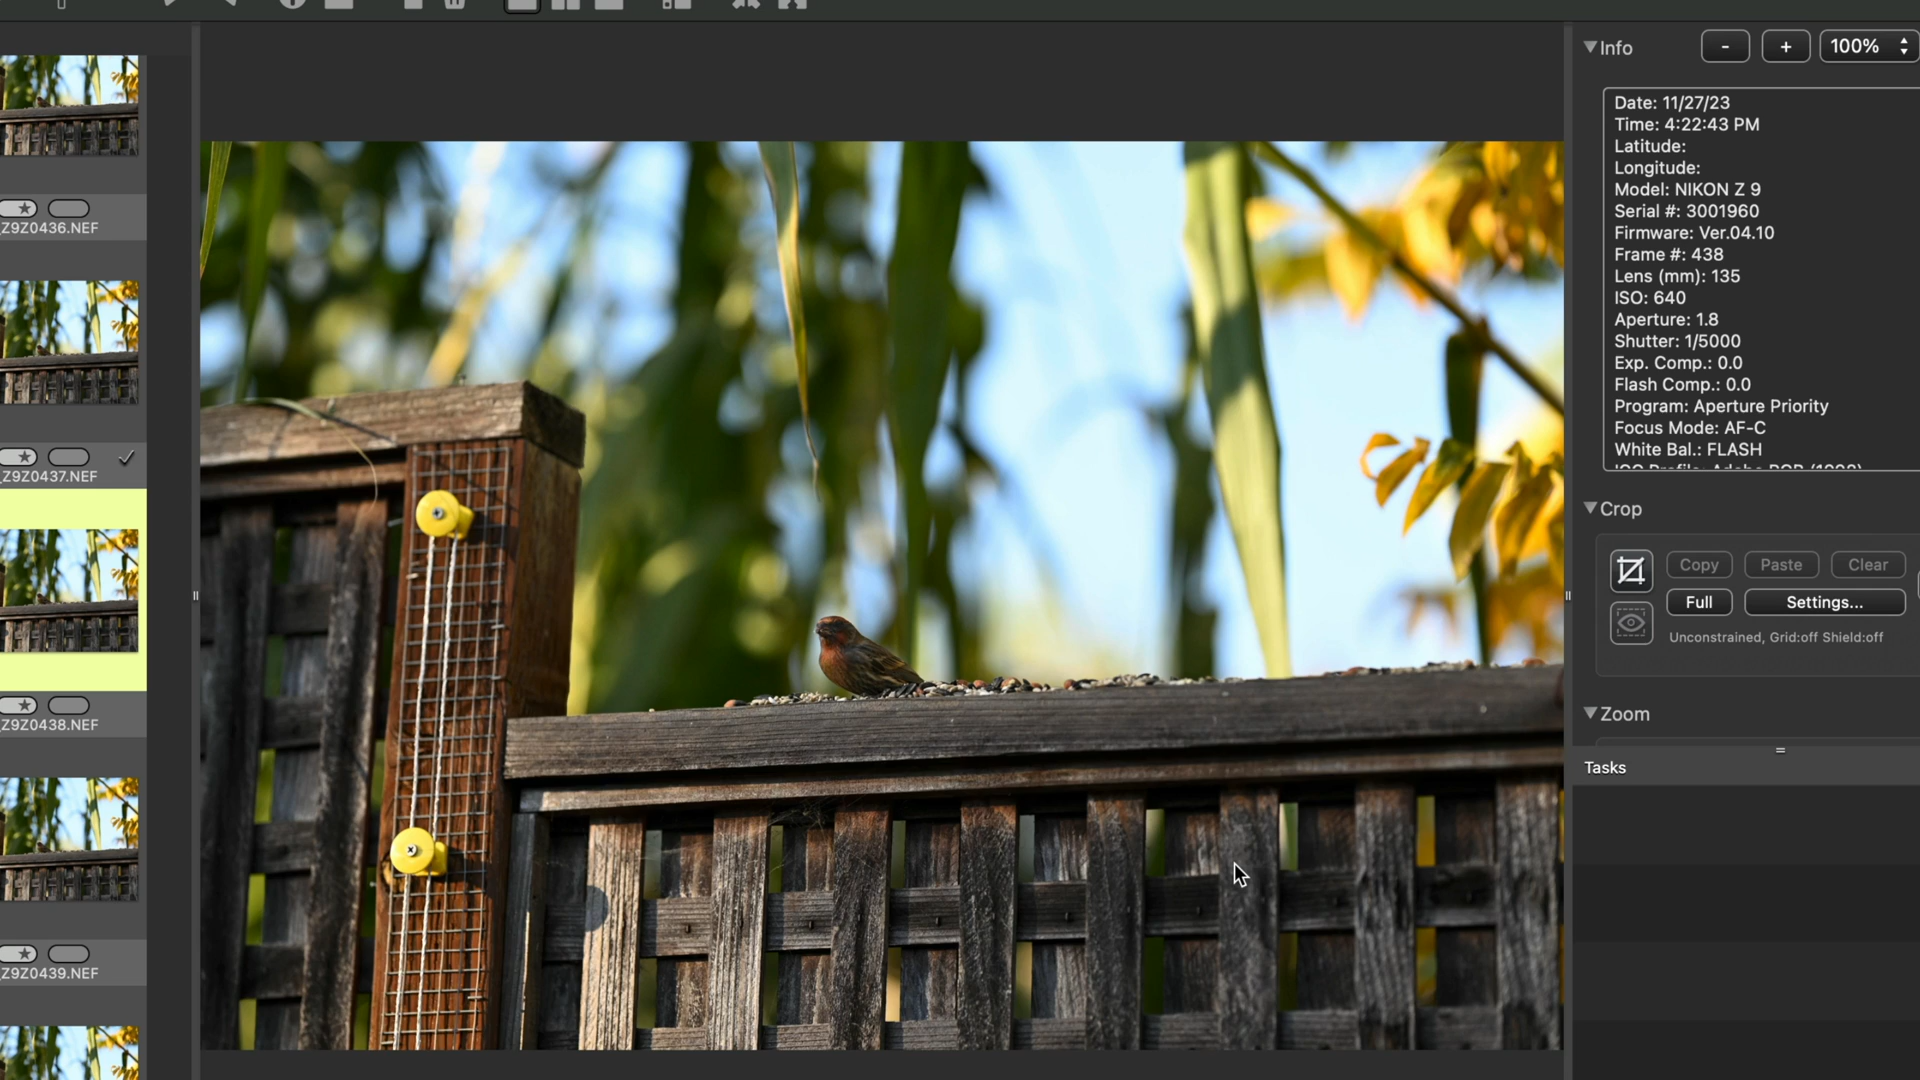 Z9Z0436.NEF
Z9Z0437.NEF
Z9Z0438.NEF
Z9Z0439.NEF
Info
-
+
100%
Date: 11/27/23
Time: 4:22:43 PM
Latitude:
Longitude:
Model: NIKON Z 9
Serial #: 3001960
Firmware: Ver.04.10
Frame #: 438
Lens (mm): 135
ISO: 640
Aperture: 1.8
Shutter: 1/5000
Exp. Comp.: 0.0
Flash Comp.: 0.0
Program: Aperture Priority
Focus Mode: AF-C
White Bal.: FLASH
Crop
Copy Paste Clear
Full Settings...
Unconstrained, Grid:off Shield:off
Zoom
Tasks